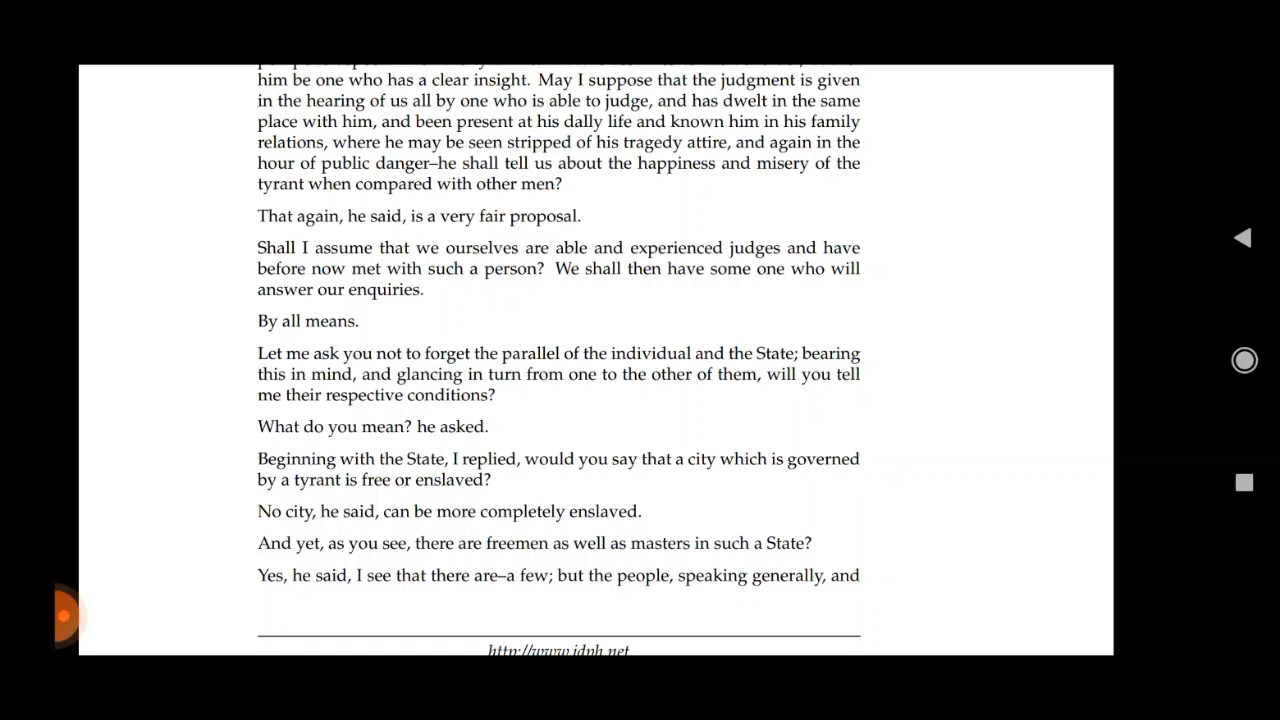 him be one who has a clear insight. May I suppose that the judgment is given
in the hearing of us all by one who is able to judge, and has dwelt in the same
place with him, and been present at his dally life and known him in his family
relations, where he may be seen stripped of his tragedy attire, and again in the
hour of public danger–he shall tell us about the happiness and misery of the
tyrant when compared with other men?
That again, he said, is a very fair proposal.
Shall I assume that we ourselves are able and experienced judges and have
before now met with such a person? We shall then have some one who will
answer our enquiries.
By all means.
Let me ask you not to forget the parallel of the individual and the State; bearing
this in mind, and glancing in turn from one to the other of them, will you tell
me their respective conditions?
What do you mean? he asked.
Beginning with the State, I replied, would you say that a city which is governed
by a tyrant is free or enslaved?
No city, he said, can be more completely enslaved.
And yet, as you see, there are freemen as well as masters in such a State?
Yes, he said, I see that there are–a few; but the people, speaking generally, and
http://www.idph.net